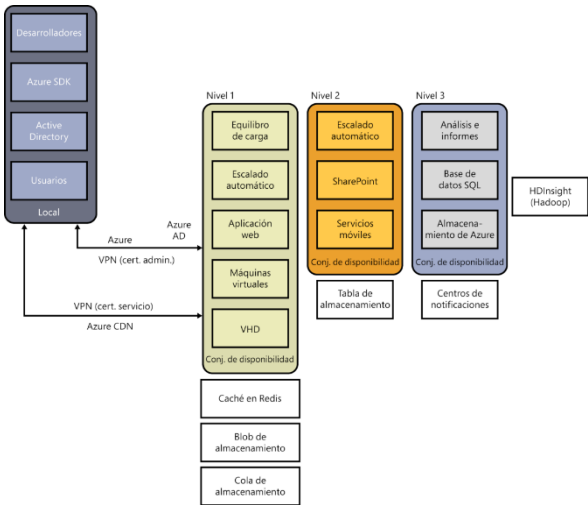 Desarrolladores
Azure SDK
Active
Directory
Usuarios
Local
Azure
VPN (cert. admin.)
Azure
AD
VPN (cert. servicio)
Azure CDN
Nivel 1
Equilibro
de carga
Escalado
automático
Aplicación
web
Máquinas
virtuales
VHD
Conj. de disponibilidad
Caché en Redis
Blob de
almacenamiento
Cola de
almacenamiento
Nivel 2
Escalado
automático
SharePoint
Servicios
móviles
Conj. de disponibilidad
Tabla de
almacenamiento
Nivel 3
Análisis e
informes
Base de
datos SQL
Almacena-
miento de Azure
Conj. de disponibilidad
Centros de
notificaciones
HDInsight
(Hadoop)